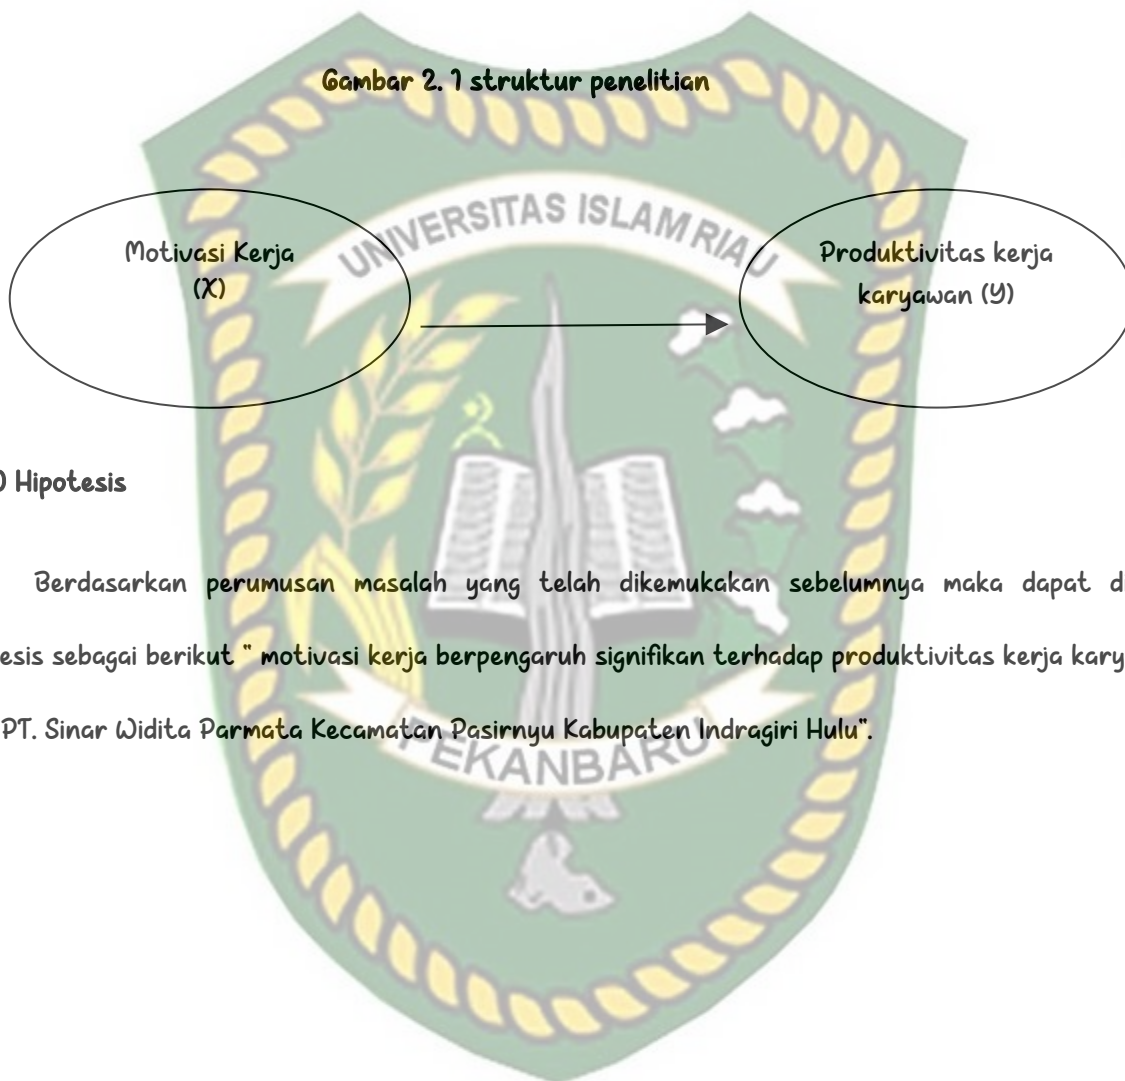 Gambar 2. 1 struktur penelitian
UNIVERSITAS ISLAM RIAU
Motivasi Kerja
(X)
Produktivitas kerja
karyawan (Y)
0 Hipotesis
Berdasarkan perumusan masalah yang telah dikemukakan sebelumnya maka dapat di
esis sebagai berikut " motivasi kerja berpengaruh signifikan terhadap produktivitas kerja kary
PT. Sinar Widita Parmata Kecamatan Pasirnyu Kabupaten Indragiri Hulu".
PEKANBARU